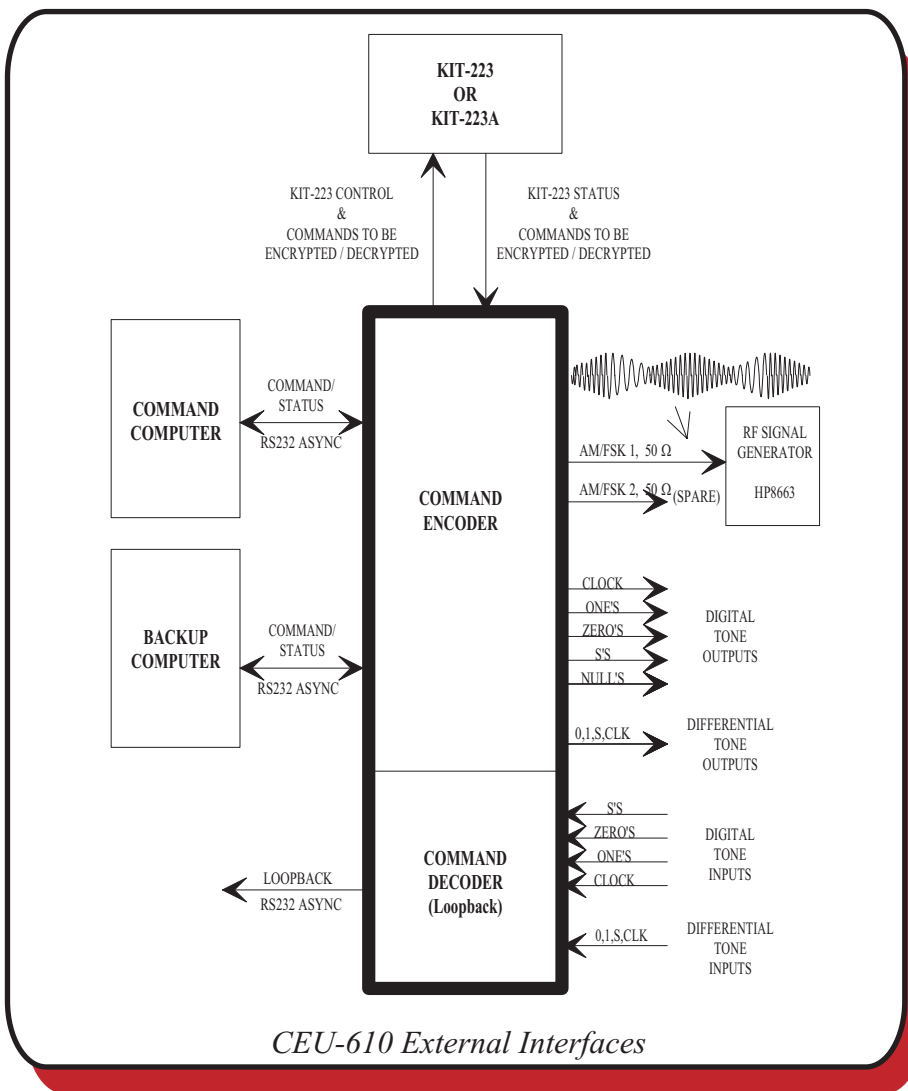 KIT-223
OR
KIT-223A
KIT-223 CONTROL
&
COMMANDS TO BE
ENCRYPTED / DECRYPTED
KIT-223 STATUS
&
COMMANDS TO BE
ENCRYPTED / DECRYPTED
COMMAND
COMPUTER
COMMAND/
STATUS
RS232 ASYNC
BACKUP
COMPUTER
COMMAND/
STATUS
RS232 ASYNC
COMMAND
ENCODER
AM/FSK 1, 50 Ω
AM/FSK 2, 50 Ω (SPARE)
RF SIGNAL
GENERATOR
HP8663
CLOCK
ONE'S
ZERO'S
S'S
NULL'S
DIGITAL
TONE
OUTPUTS
0,1,S,CLK
DIFFERENTIAL
TONE
OUTPUTS
COMMAND
DECODER
(Loopback)
LOOPBACK
RS232 ASYNC
S'S
ZERO'S
ONE'S
CLOCK
DIGITAL
TONE
INPUTS
0,1,S,CLK
DIFFERENTIAL
TONE
INPUTS
CEU-610 External Interfaces